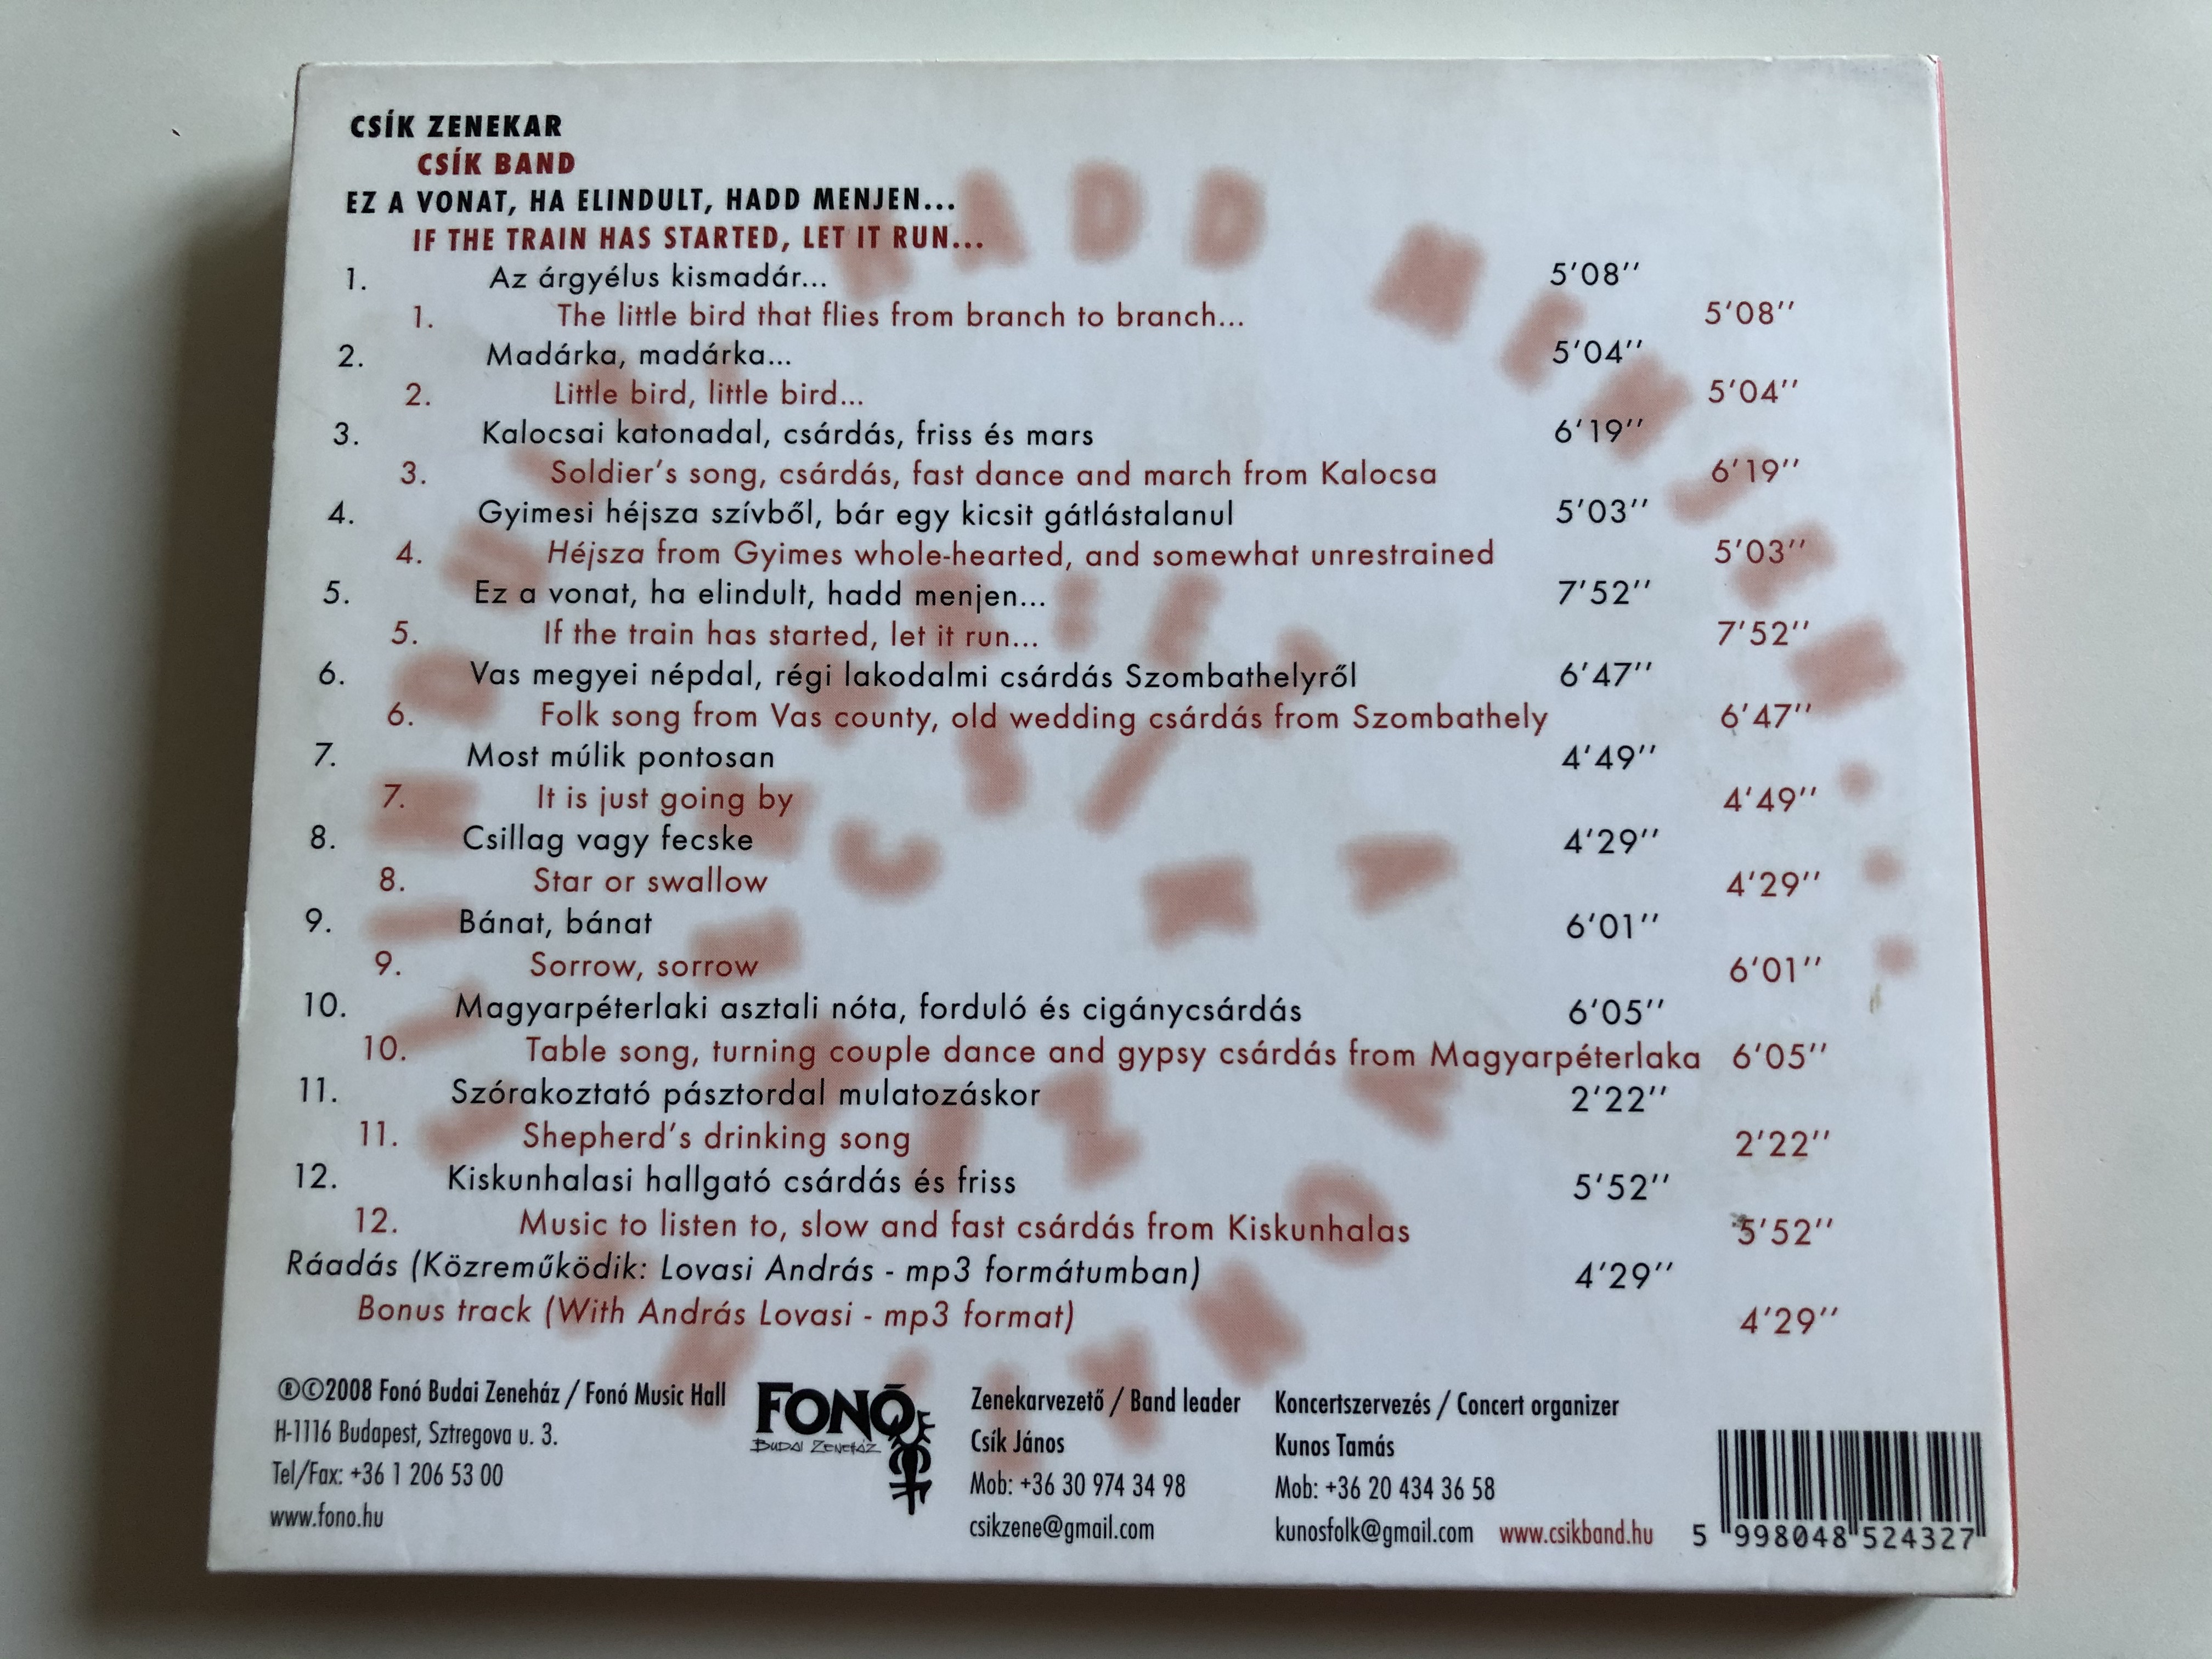 CSÍK ZENEKAR
CSÍK BAND
EZ A VONAT, HA ELINDULT, HADD MENJEN...
IF THE TRAIN HAS STARTED, LET IT RUN...
1. Az árgyélus kismadár... 5'08''
1. The little bird that flies from branch to branch... 5'08''
2. Madárka, madárka... 5'04''
2. Little bird, little bird... 5'04''
3. Kalocsai katonadal, csárdás, friss és mars 6'19''
3. Soldier's song, csárdás, fast dance and march from Kalocsa 6'19''
4. Gyimesi héjsza szívből, bár egy kicsit gátlástalanul 5'03''
4. Héjsza from Gyimes whole-hearted, and somewhat unrestrained 5'03''
5. Ez a vonat, ha elindult, hadd menjen... 7'52''
5. If the train has started, let it run... 7'52''
6. Vas megyei népdal, régi lakodalmi csárdás Szombathelyről 6'47''
6. Folk song from Vas county, old wedding csárdás from Szombathely 6'47''
7. Most múlik pontosan 4'49''
7. It is just going by 4'49''
8. Csillag vagy fecske 4'29''
8. Star or swallow 4'29''
9. Bánat, bánat 6'01''
9. Sorrow, sorrow 6'01''
10. Magyarpéterlaki asztali nóta, forduló és cigánycsárdás 6'05''
10. Table song, turning couple dance and gypsy csárdás from Magyarpéterlaka 6'05''
11. Szórakoztató pásztordal mulatozáskor 2'22''
11. Shepherd's drinking song 2'22''
12. Kiskunhalasi hallgató csárdás és friss 5'52''
12. Music to listen to, slow and fast csárdás from Kiskunhalas 5'52''
Ráadás (Közreműködik: Lovasi András - mp3 formátumban) 4'29''
Bonus track (With András Lovasi - mp3 format) 4'29''
®©2008 Fonó Budai Zeneház / Fonó Music Hall
H-1116 Budapest, Sztregova u. 3.
Tel/Fax: +36 1 206 53 00
www.fono.hu
FONÓ
BUDAI ZENEHÁZ
Zenekarvezető / Band leader
Csík János
Mob: +36 30 974 34 98
csikzene@gmail.com
Koncertszervezés / Concert organizer
Kunos Tamás
Mob: +36 20 434 36 58
kunosfolk@gmail.com www.csikband.hu
5 998048 524327